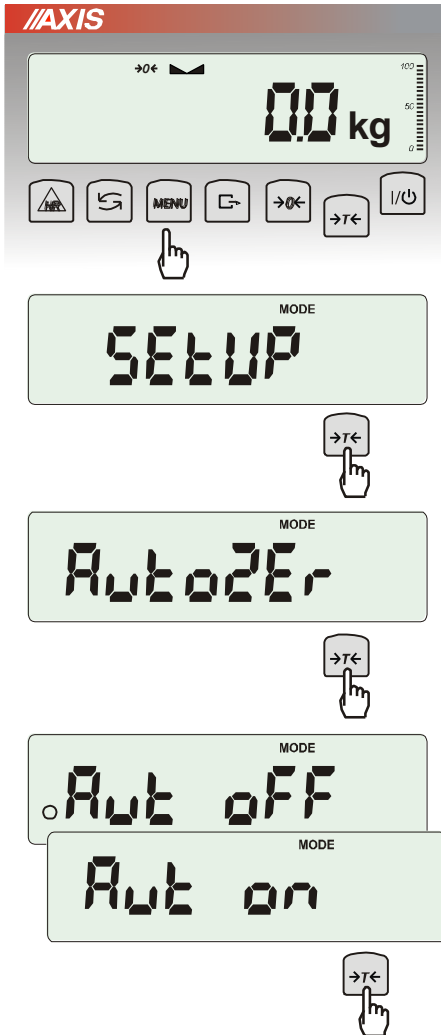 //AXIS
→0←
100
50
0
0.0 kg
HR
MENU
→0←
→T←
I/
MODE
SEtUP
→T←
MODE
AutoZEr
→T←
MODE
Aut oFF
MODE
Aut on
→T←